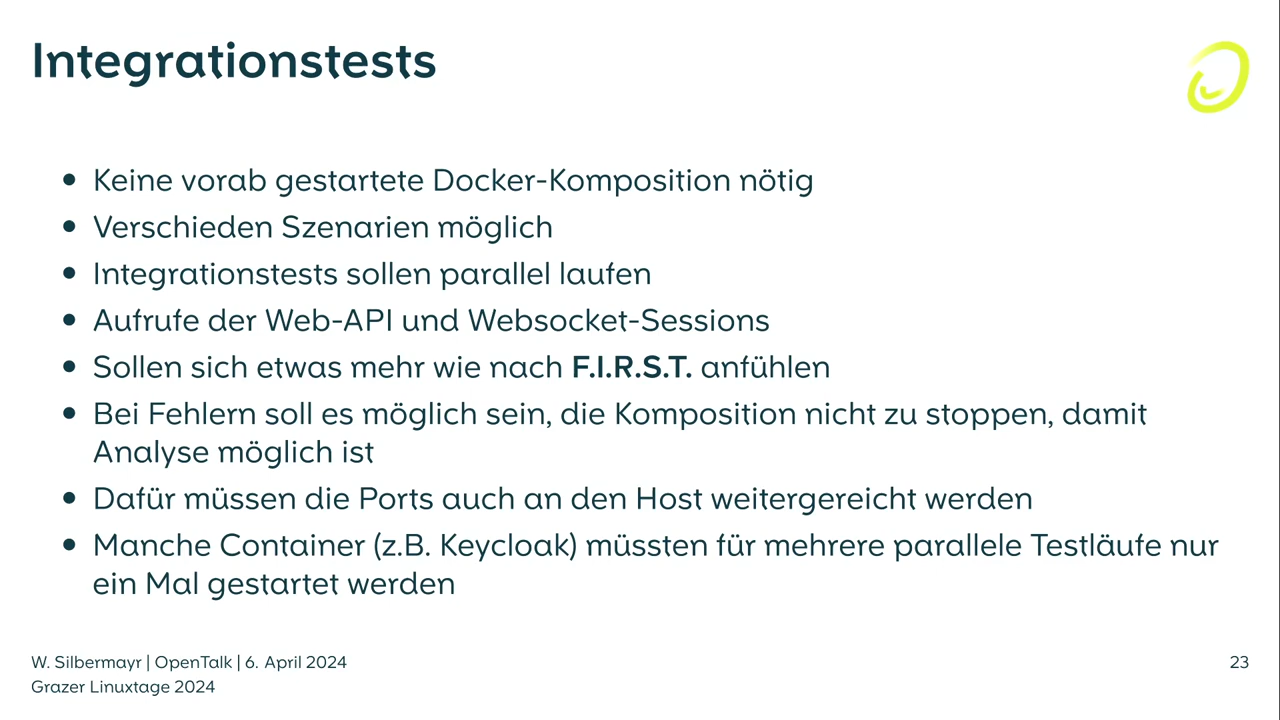 Integrationstests
• Keine vorab gestartete Docker-Komposition nötig
• Verschieden Szenarien möglich
• Integrationstests sollen parallel laufen
• Aufrufe der Web-API und Websocket-Sessions
• Sollen sich etwas mehr wie nach F.I.R.S.T. anfühlen
• Bei Fehlern soll es möglich sein, die Komposition nicht zu stoppen, damit
Analyse möglich ist
• Dafür müssen die Ports auch an den Host weitergereicht werden
• Manche Container (z.B. Keycloak) müssten für mehrere parallele Testläufe nur
ein Mal gestartet werden
W. Silbermayr | OpenTalk | 6. April 2024
Grazer Linuxtage 2024
23